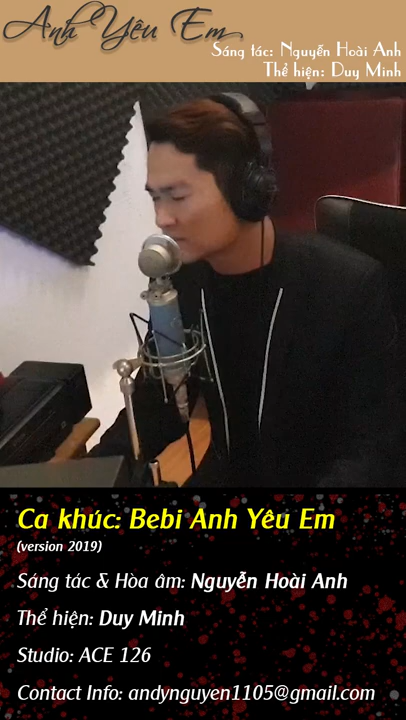 Anh Yêu Em
Sáng tác: Nguyễn Hoài Anh
Thể hiện: Duy Minh
Ca khúc: Bebi Anh Yêu Em
(version 2019)
Sáng tác & Hòa âm: Nguyễn Hoài Anh
Thể hiện: Duy Minh
Studio: ACE 126
Contact Info: andynguyen1105@gmail.com